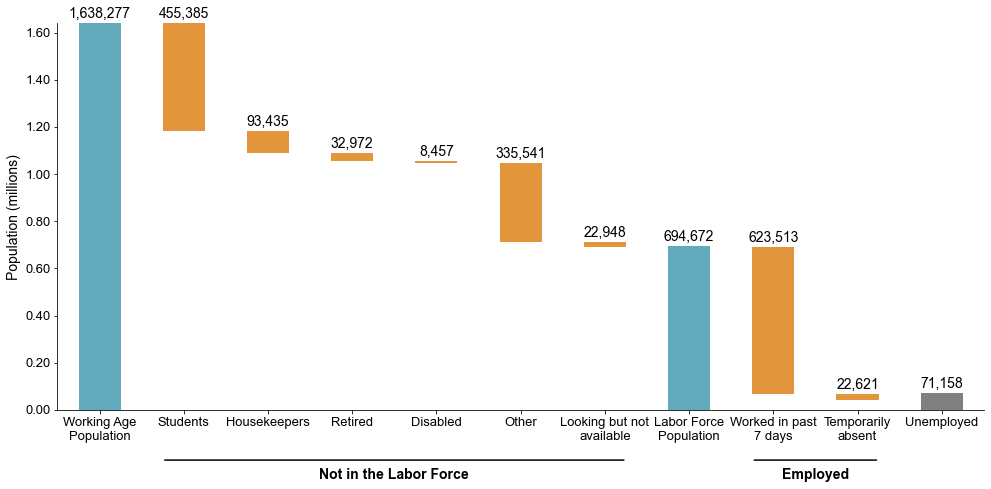 1,638,277
455,385
93,435
32,972
8,457
335,541
22,948
694,672
623,513
22,621
71,158
Population (millions)
1.60
1.40
1.20
1.00
0.80
0.60
0.40
0.20
0.00
Working Age
Population
Students
Housekeepers
Retired
Disabled
Other
Looking but not
available
Labor Force
Population
Worked in past
7 days
Temporarily
absent
Unemployed
Not in the Labor Force
Employed